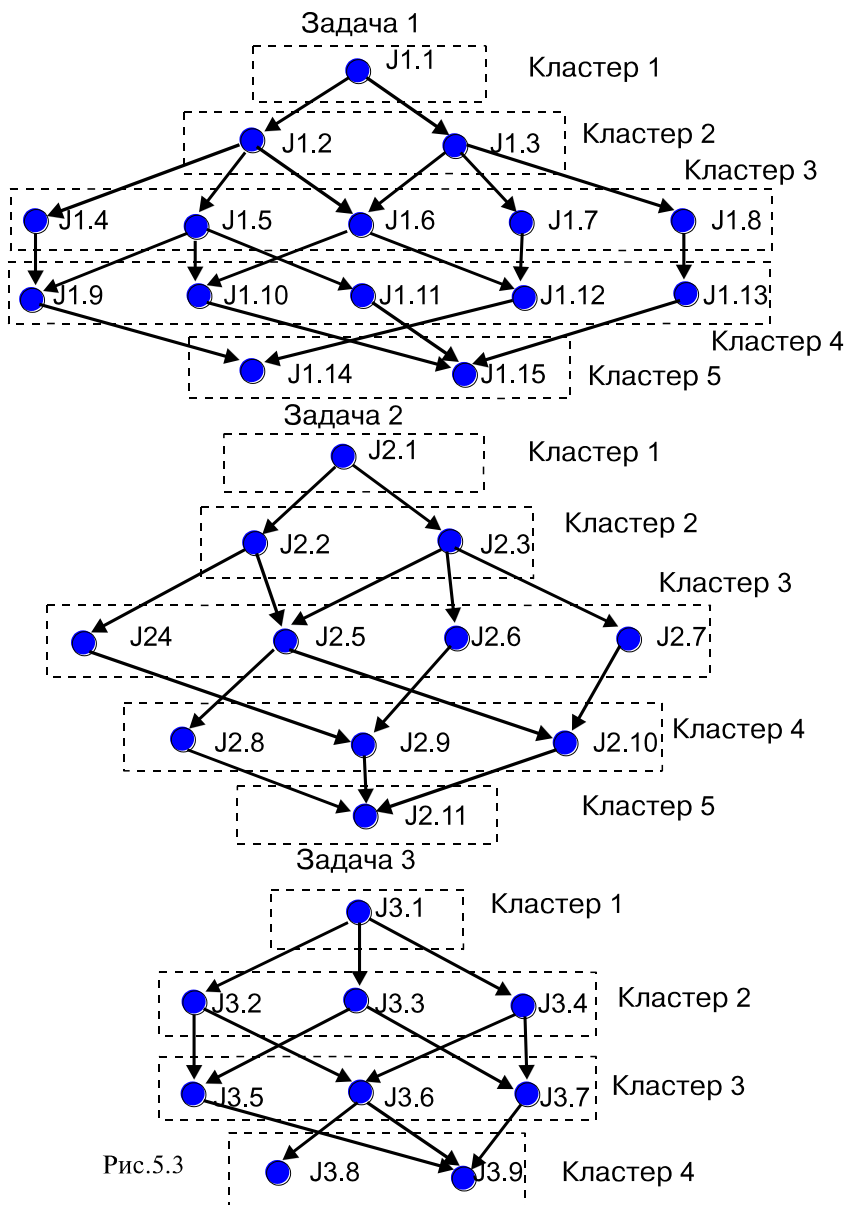 Задача 1
J1.1
Кластер 1
J1.2
J1.3
Кластер 2
Кластер 3
J1.4
J1.5
J1.6
J1.7
J1.8
J1.9
J1.10
J1.11
J1.12
J1.13
Кластер 4
J1.14
J1.15
Кластер 5
Задача 2
J2.1
Кластер 1
J2.2
J2.3
Кластер 2
Кластер 3
J24
J2.5
J2.6
J2.7
J2.8
J2.9
J2.10
Кластер 4
J2.11
Кластер 5
Задача 3
J3.1
Кластер 1
J3.2
J3.3
J3.4
Кластер 2
J3.5
J3.6
J3.7
Кластер 3
Рис.5.3
J3.8
J3.9
Кластер 4